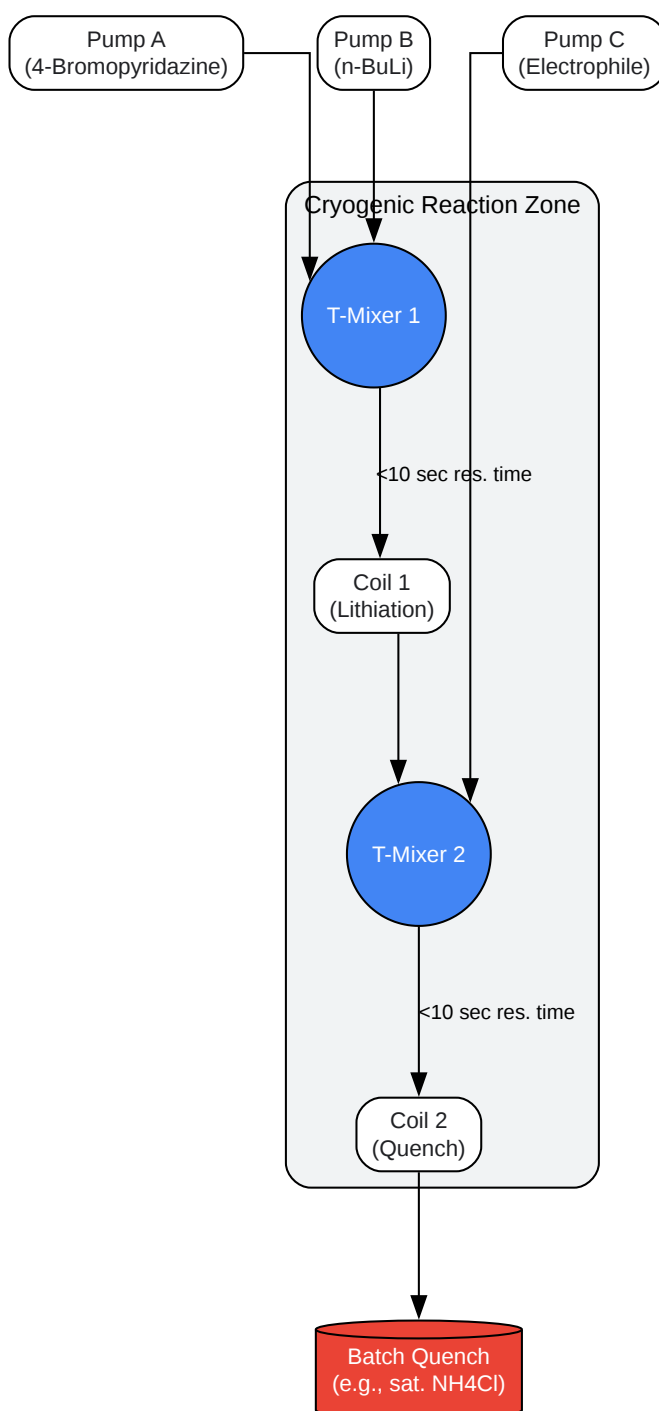 Pump A
(4-Bromopyridazine)
Pump B
(n-BuLi)
Pump C
(Electrophile)
Cryogenic Reaction Zone
T-Mixer 1
<10 sec res. time
Coil 1
(Lithiation)
T-Mixer 2
<10 sec res. time
Coil 2
(Quench)
Batch Quench
(e.g., sat. NH4Cl)